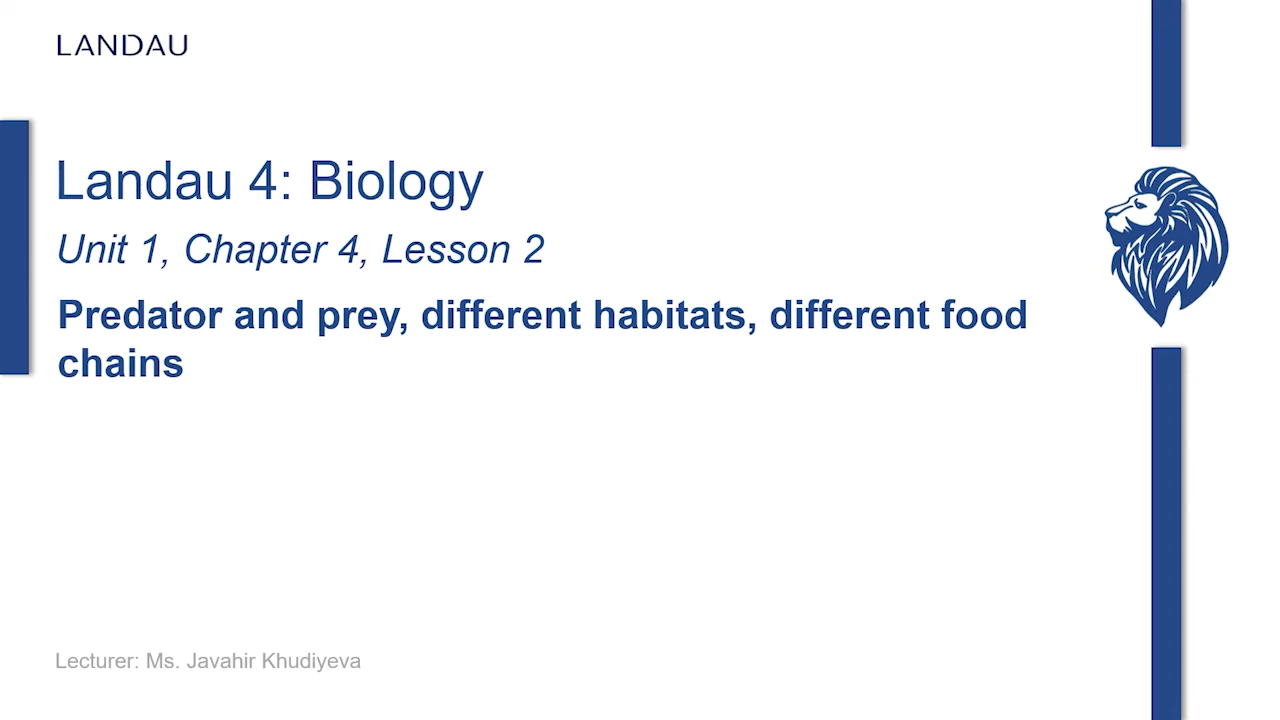 LANDAU
Landau 4: Biology
Unit 1, Chapter 4, Lesson 2
Predator and prey, different habitats, different food
chains
Lecturer: Ms. Javahir Khudiyeva